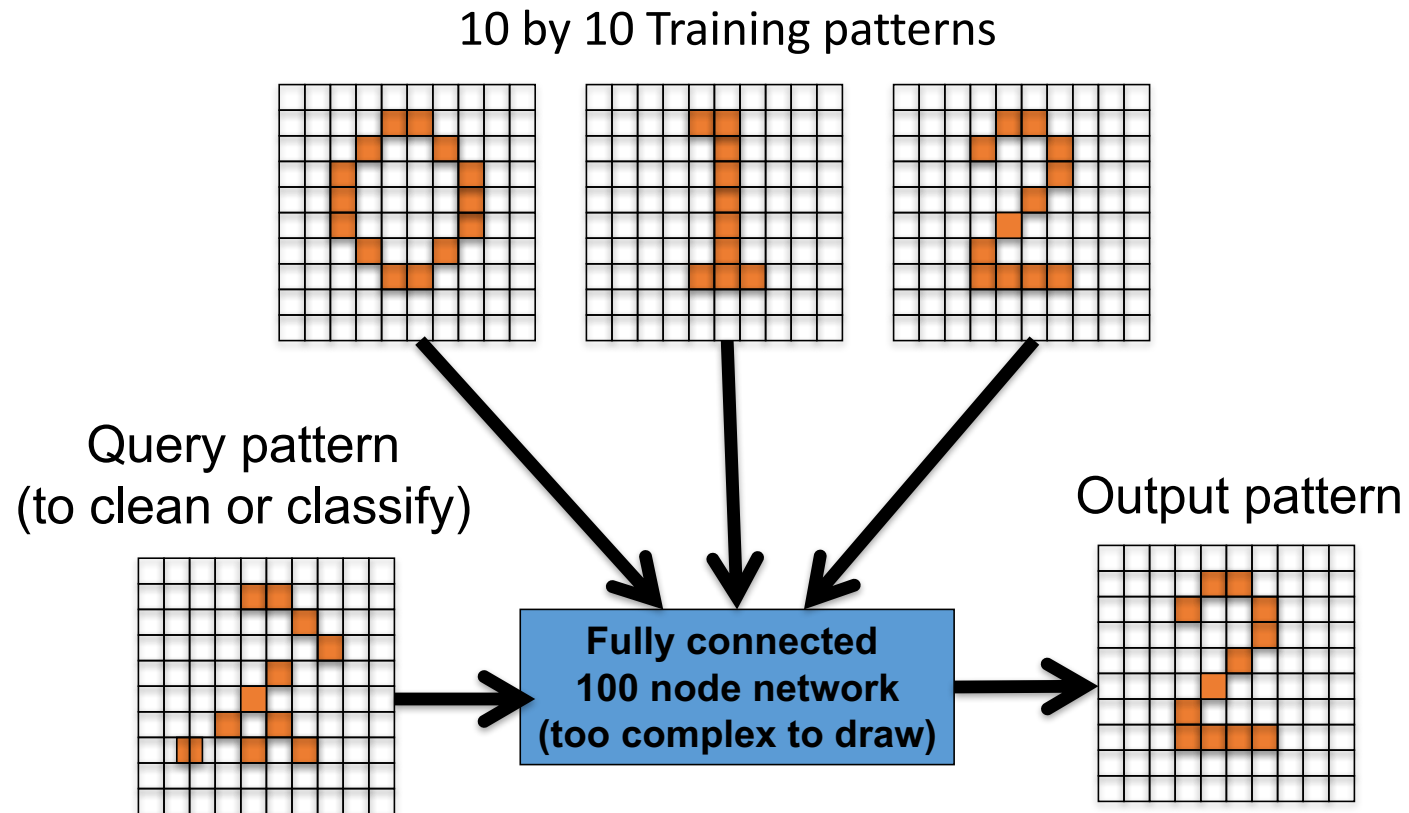 10 by 10 Training patterns
Query pattern
(to clean or classify)
Output pattern
Fully connected
100 node network
(too complex to draw)